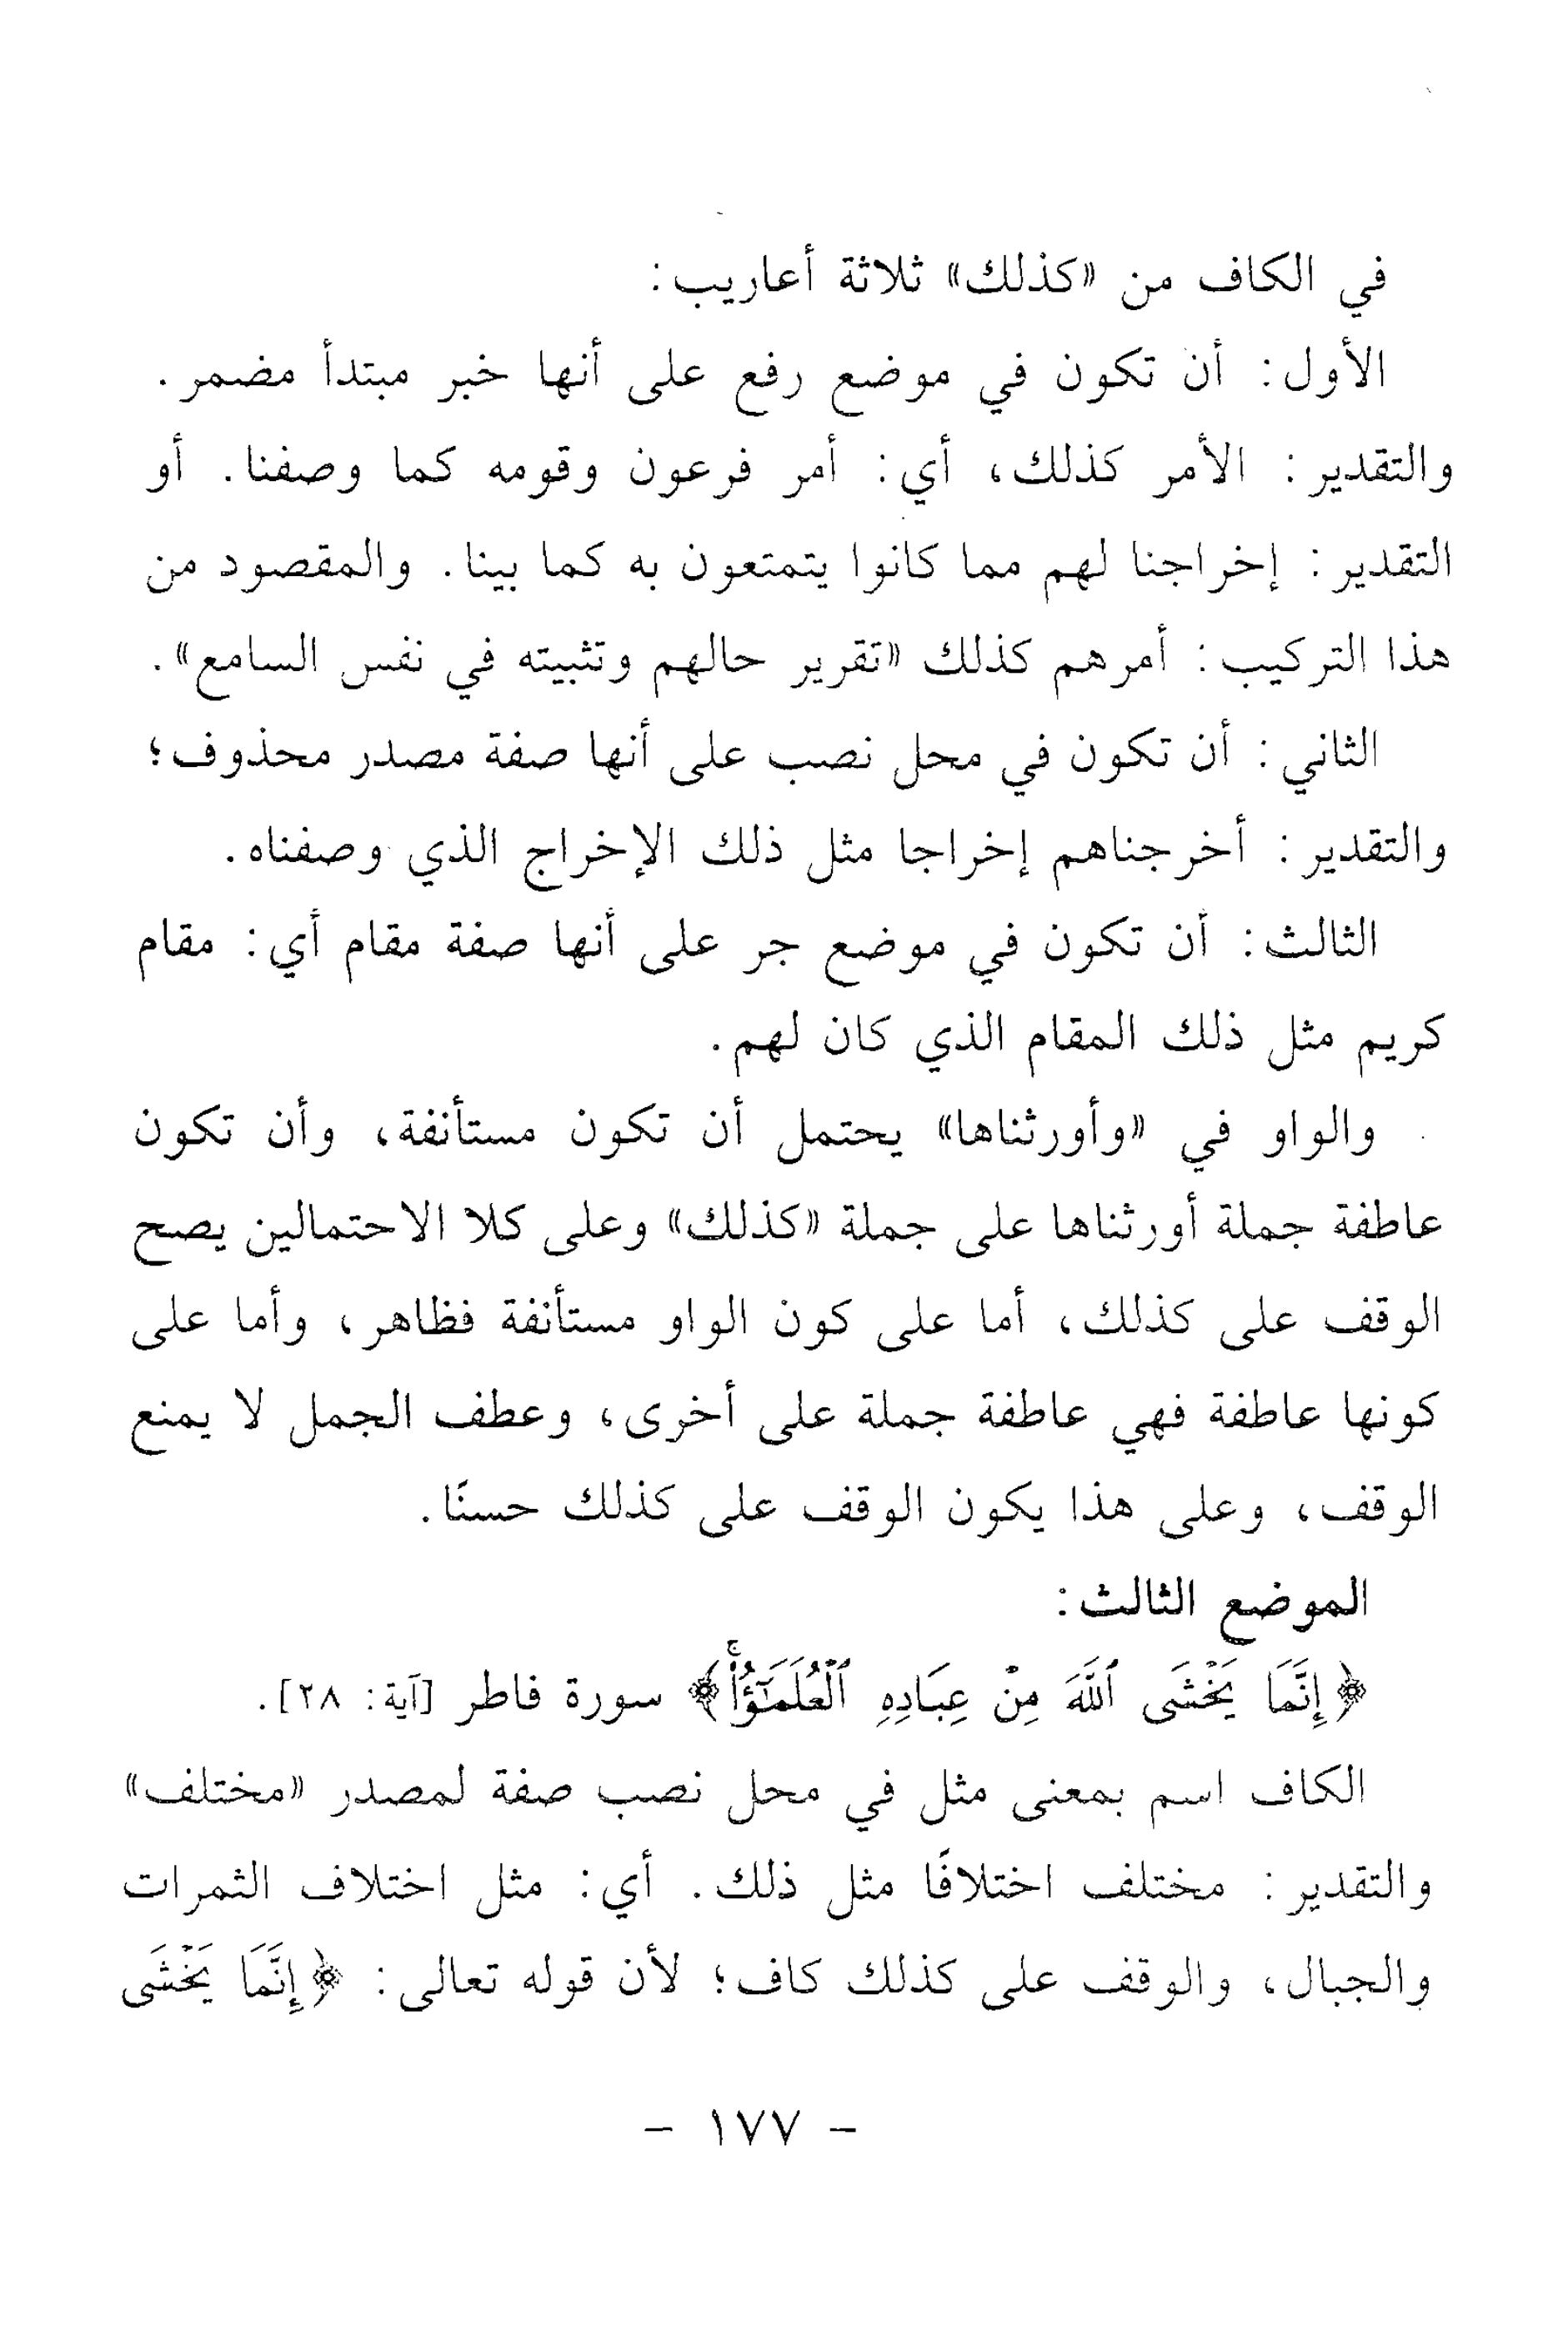 في الكاف من «كذلك» ثلاثة أعاريب:
الأول: أن تكون في موضع رفع على أنها خبر مبتدأ مضمر.
والتقدير: الأمر كذلك، أي: أمر فرعون وقومه كما وصفنا. أو
التقدير: إخراجنا لهم مما كانوا يتمتعون به كما بينا. والمقصود من
هذا التركيب: أمرهم كذلك «تقرير حالهم وتثبيته في نفس السامع».
الثاني: أن تكون في محل نصب على أنها صفة مصدر محذوف؛
والتقدير: أخرجناهم إخراجا مثل ذلك الإخراج الذي وصفناه.
الثالث: أن تكون في موضع جر على أنها صفة مقام أي: مقام
كريم مثل ذلك المقام الذي كان لهم.
والواو في «وأورثناها» يحتمل أن تكون مستأنفة، وأن تكون
عاطفة جملة أورثناها على جملة «كذلك» وعلى كلا الاحتمالين يصح
الوقف على كذلك، أما على كون الواو مستأنفة فظاهر، وأما على
كونها عاطفة فهي عاطفة جملة على أخرى، وعطف الجمل لا يمنع
الوقف، وعلى هذا يكون الوقف على كذلك حسنًا.
الموضع الثالث:
﴿إِنَّمَا يَخْشَى ٱللَّهَ مِنْ عِبَادِهِ ٱلْعُلَمَٰٓؤُا۟ۚ﴾ سورة فاطر [آية: ٢٨].
الكاف اسم بمعنى مثل في محل نصب صفة لمصدر «مختلف»
والتقدير: مختلف اختلافًا مثل ذلك. أي: مثل اختلاف الثمرات
والجبال، والوقف على كذلك كاف؛ لأن قوله تعالى: ﴿إِنَّمَا يَخْشَى
- ١٧٧ -